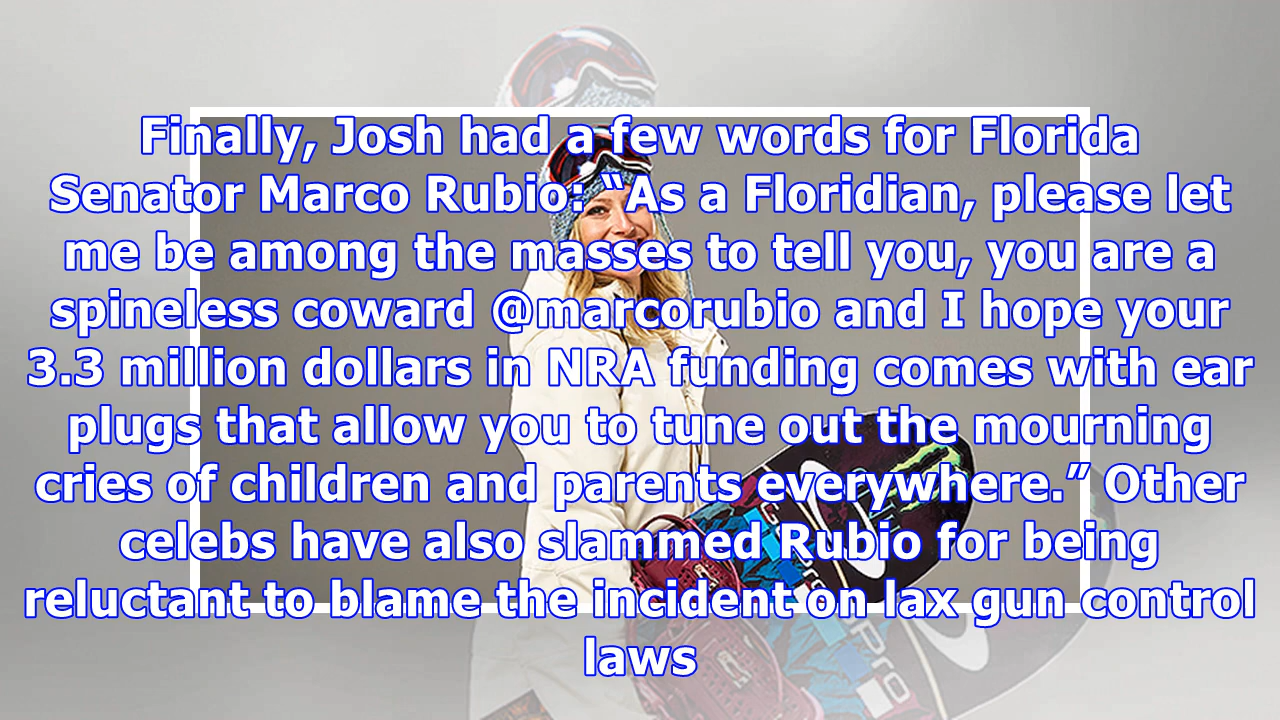 Finally, Josh had a few words for Florida
Senator Marco Rubio: “As a Floridian, please let
me be among the masses to tell you, you are a
spineless coward @marcorubio and I hope your
3.3 million dollars in NRA funding comes with ear
plugs that allow you to tune out the mourning
cries of children and parents everywhere.” Other
celebs have also slammed Rubio for being
reluctant to blame the incident on lax gun control
laws
GoPro
Pro